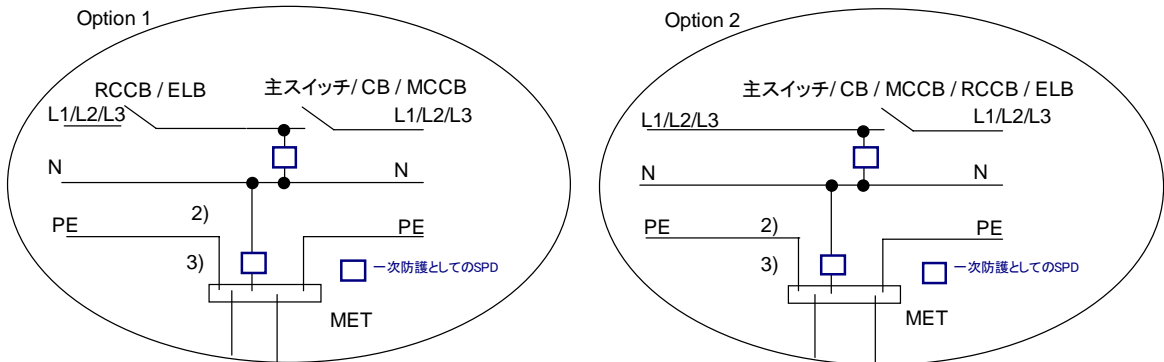 Option 1
RCCB / ELB
主スイッチ/ CB / MCCB
L1/L2/L3
L1/L2/L3
N
N
PE
2)
PE
3)
一次防護としてのSPD
MET
Option 2
主スイッチ/ CB / MCCB / RCCB / ELB
L1/L2/L3
L1/L2/L3
N
N
PE
2)
PE
3)
一次防護としてのSPD
MET